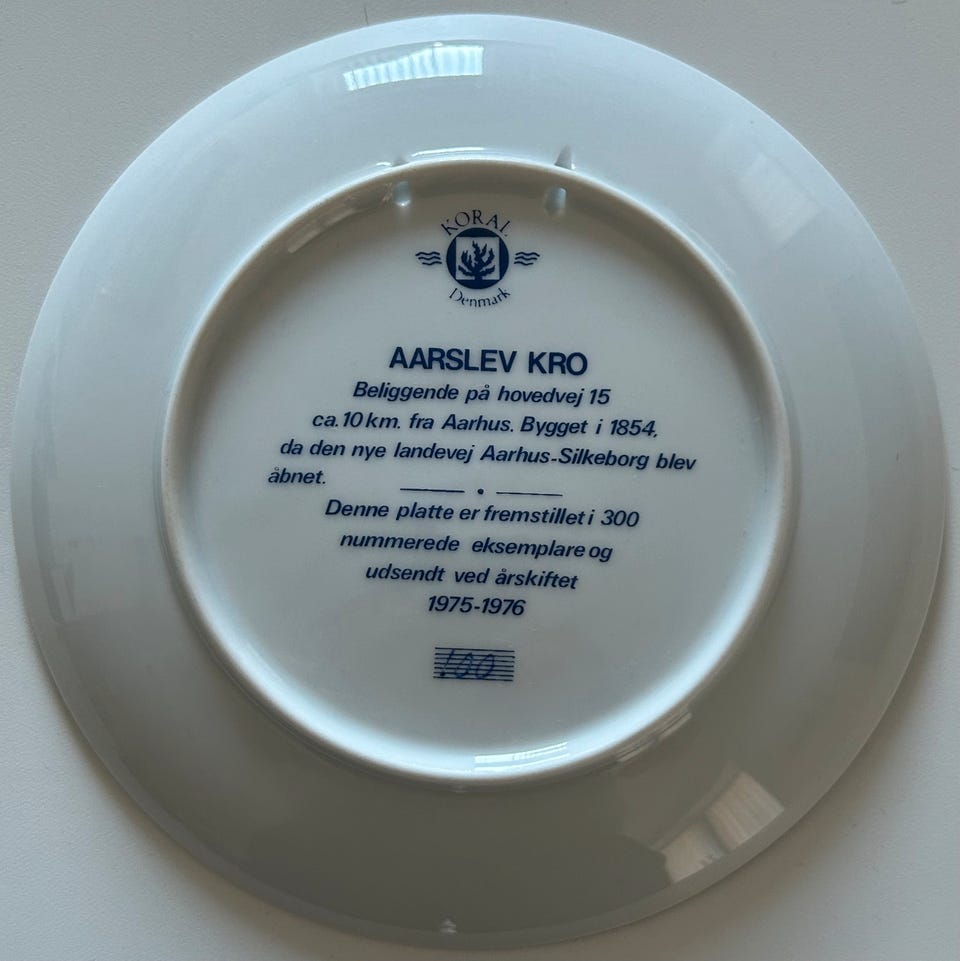 KORAL
Denmark
AARSLEV KRO
Beliggende på hovedvej 15
ca. 10 km. fra Aarhus. Bygget i 1854,
da den nye landevej Aarhus-Silkeborg blev
åbnet.
Denne platte er fremstillet i 300
nummerede eksemplare og
udsendt ved årskiftet
1975-1976
100